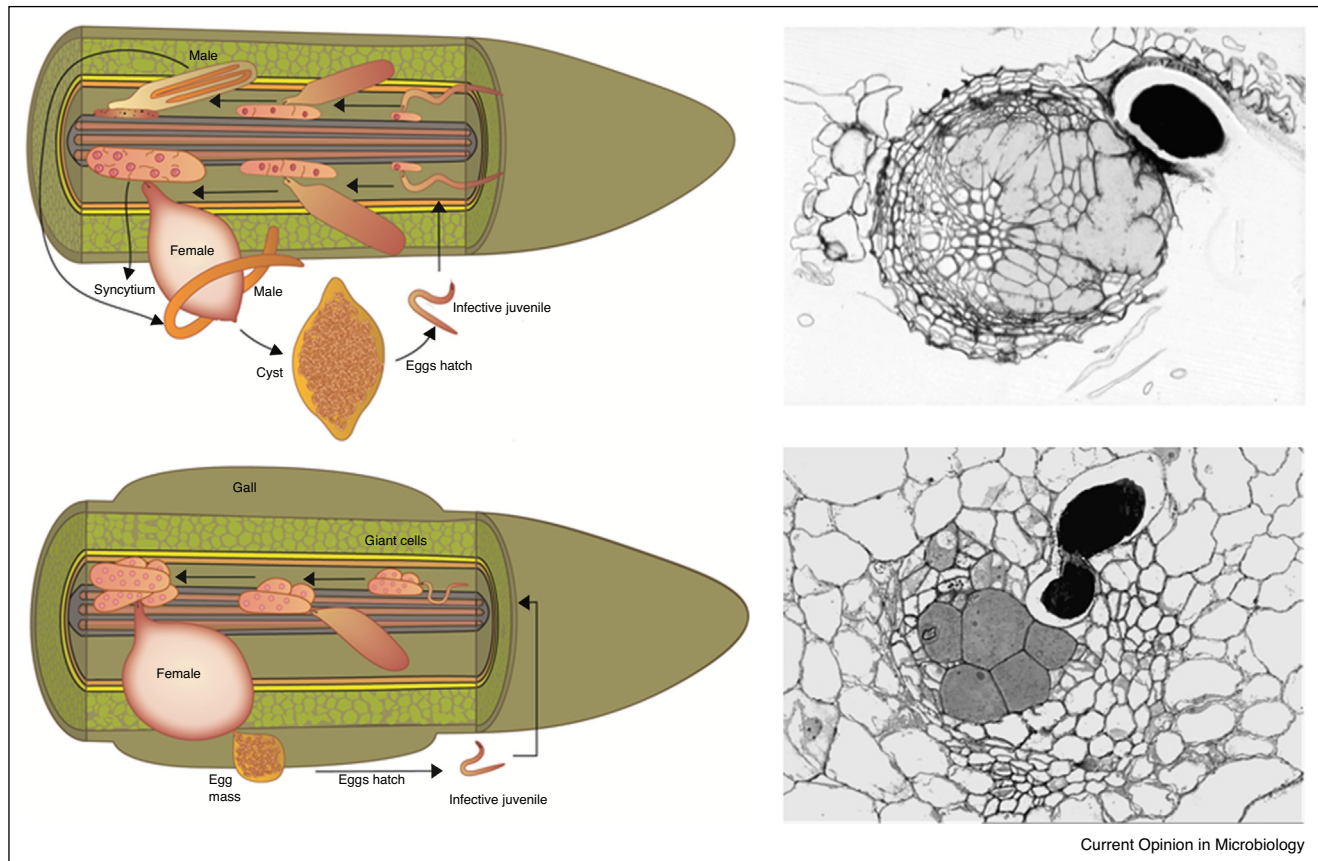 Male
Female
Syncytium
Male
Infective juvenile
Cyst
Eggs hatch
Gall
Giant cells
Female
Egg
mass
Eggs hatch
Infective juvenile
Current Opinion in Microbiology